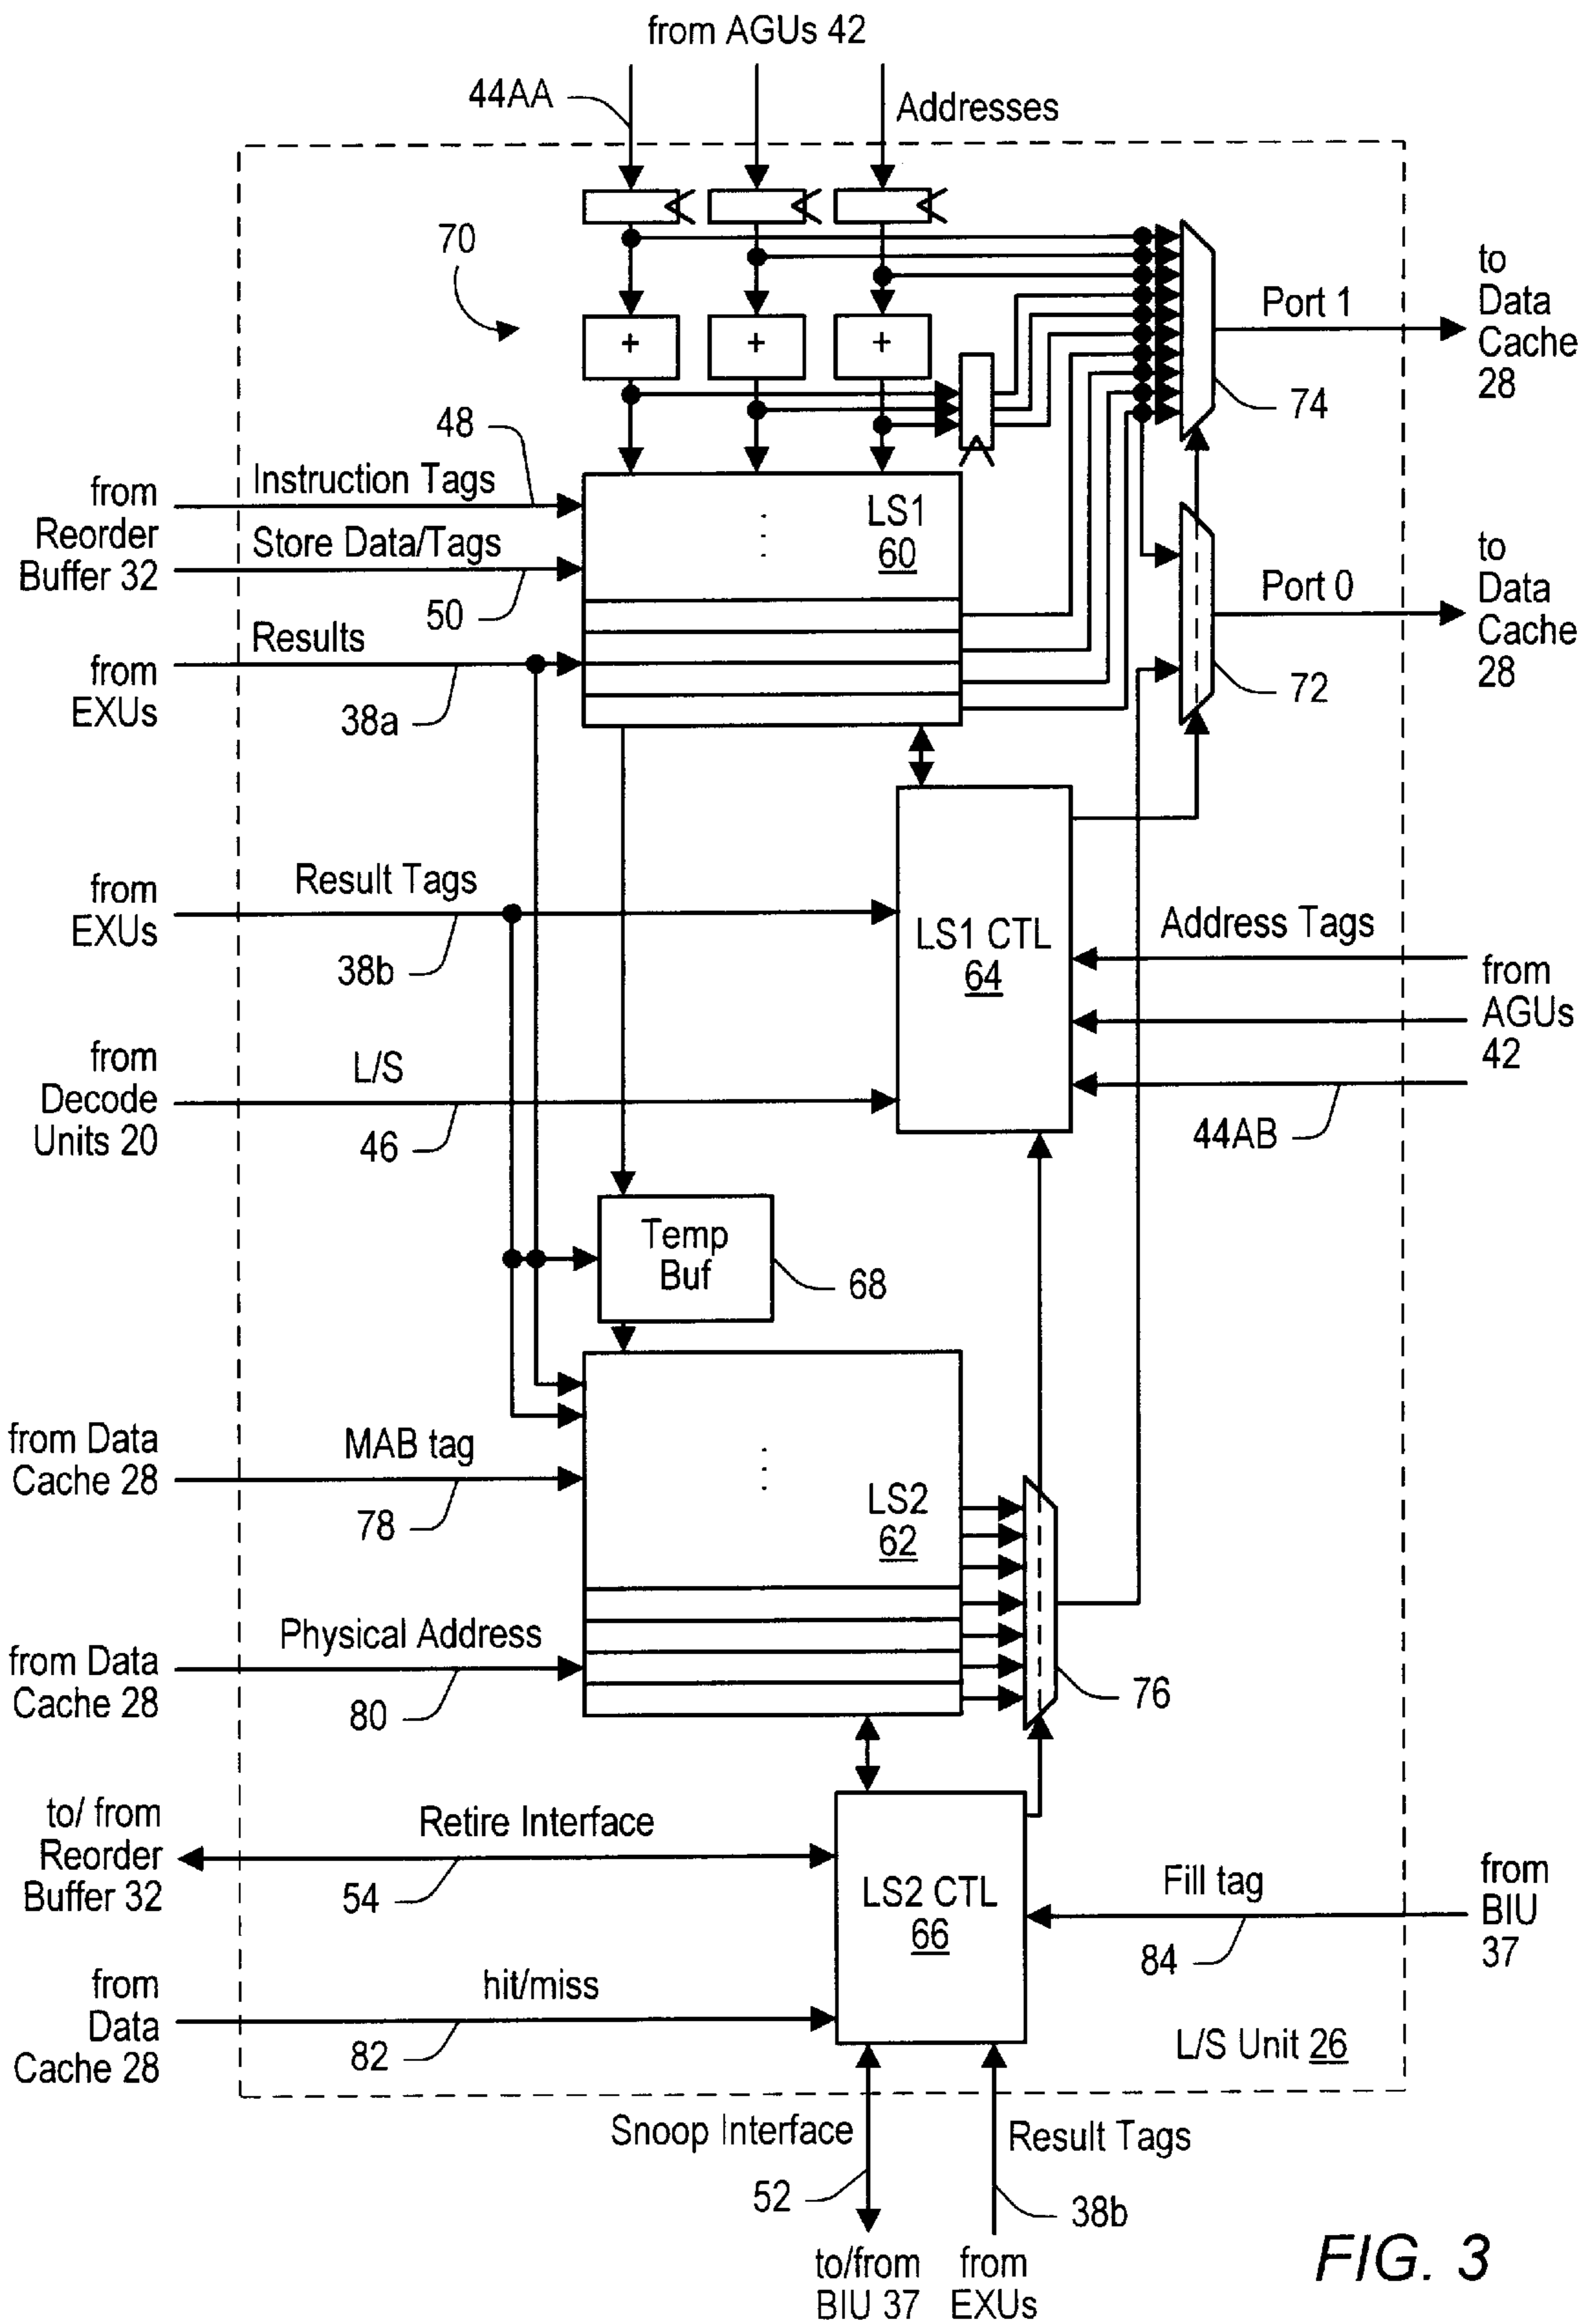 from AGUs 42
44AA
Addresses
70
+
+
+
Port 1
to
Data
Cache
28
74
48
Instruction Tags
from
Reorder
Buffer 32
Store Data/Tags
50
LS1
60
Port 0
to
Data
Cache
28
72
Results
from
EXUs
38a
Result Tags
from
EXUs
38b
LS1 CTL
64
Address Tags
from
AGUs
42
44AB
from
Decode
Units 20
L/S
46
Temp
Buf
68
from Data
Cache 28
MAB tag
78
LS2
62
Physical Address
from Data
Cache 28
80
76
to/ from
Reorder
Buffer 32
Retire Interface
54
LS2 CTL
66
Fill tag
84
from
BIU
37
from
Data
Cache 28
hit/miss
82
L/S Unit 26
Snoop Interface
52
to/from
BIU 37
Result Tags
38b
from
EXUs
FIG. 3